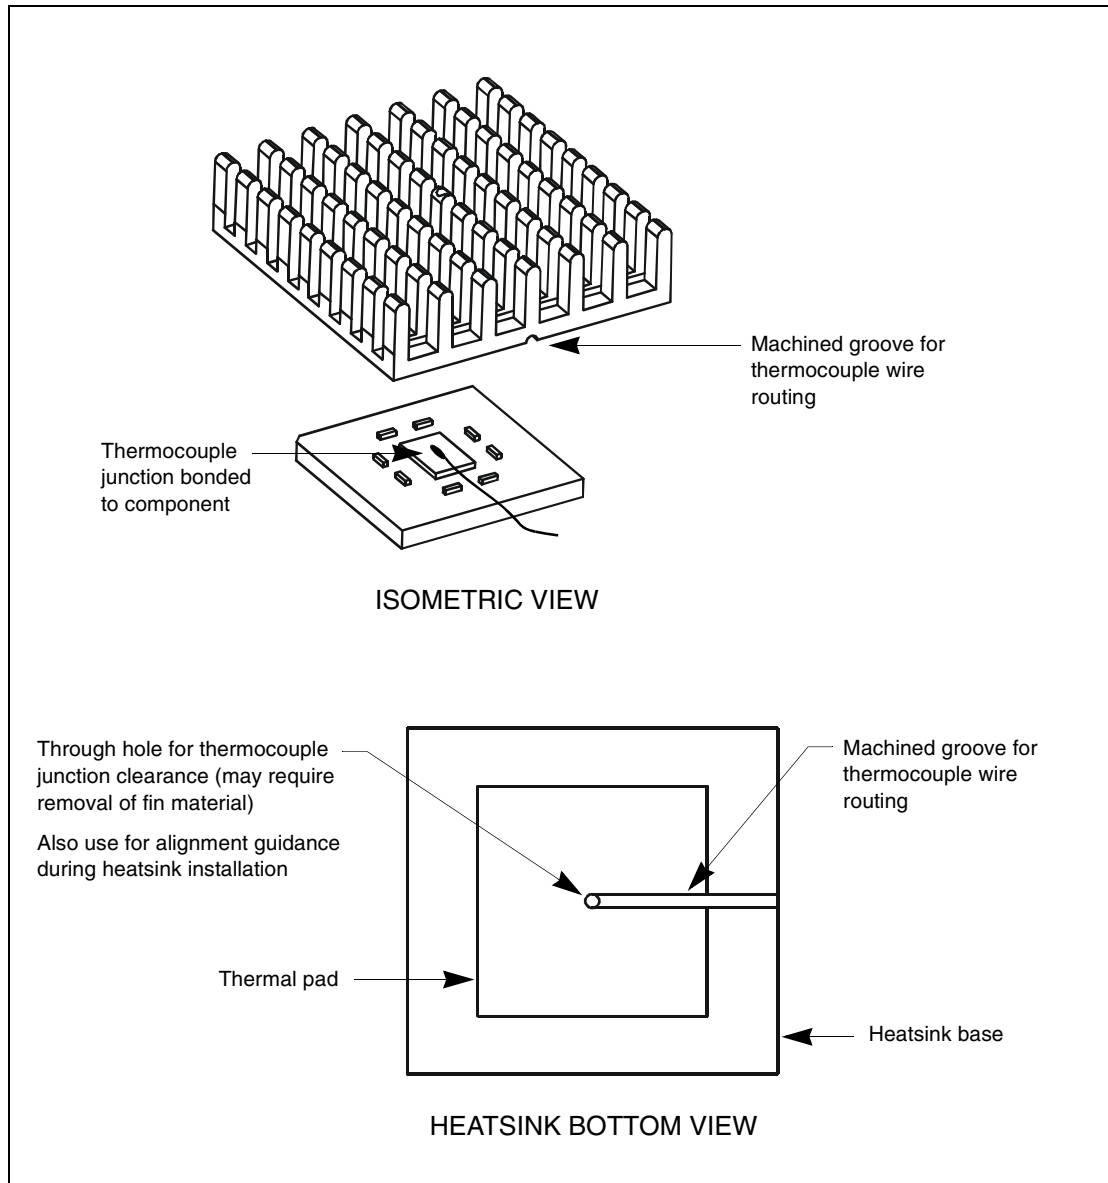 Machined groove for
thermocouple wire
routing
Thermocouple
junction bonded
to component
ISOMETRIC VIEW
Through hole for thermocouple
junction clearance (may require
removal of fin material)
Also use for alignment guidance
during heatsink installation
Machined groove for
thermocouple wire
routing
Thermal pad
Heatsink base
HEATSINK BOTTOM VIEW